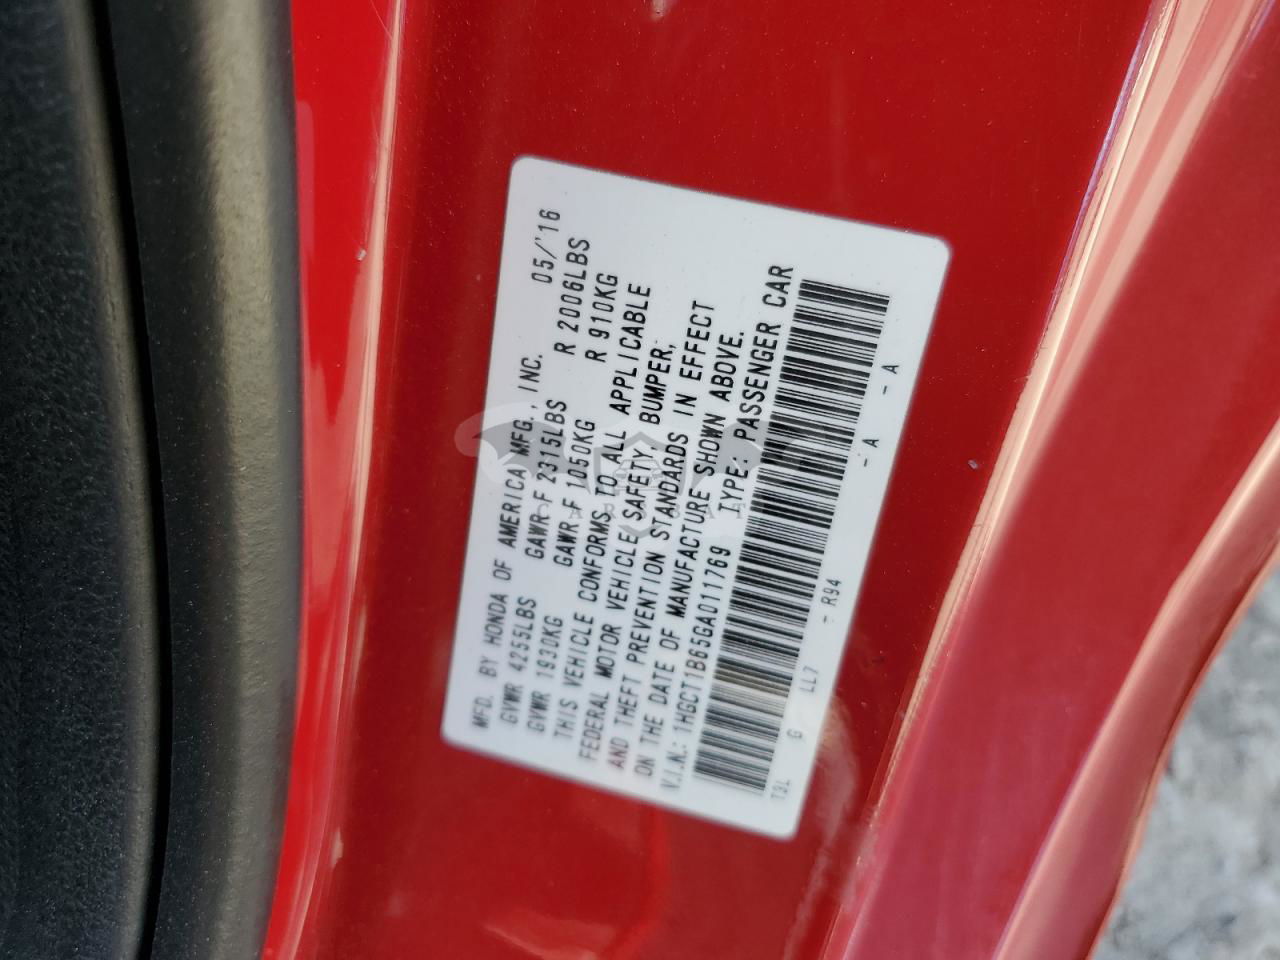 MFD. BY HONDA OF AMERICA MFG., INC. 05/'16
GVWR 4255LBS GAWR F 2315LBS R 2006LBS
GVWR 1930KG GAWR F 1050KG R 910KG
THIS VEHICLE CONFORMS TO ALL APPLICABLE
FEDERAL MOTOR VEHICLE SAFETY, BUMPER,
AND THEFT PREVENTION STANDARDS IN EFFECT
ON THE DATE OF MANUFACTURE SHOWN ABOVE.
V.I.N.: 1HGCT1B65GA011769 TYPE: PASSENGER CAR
T3L G LL7 - R94 - A - A